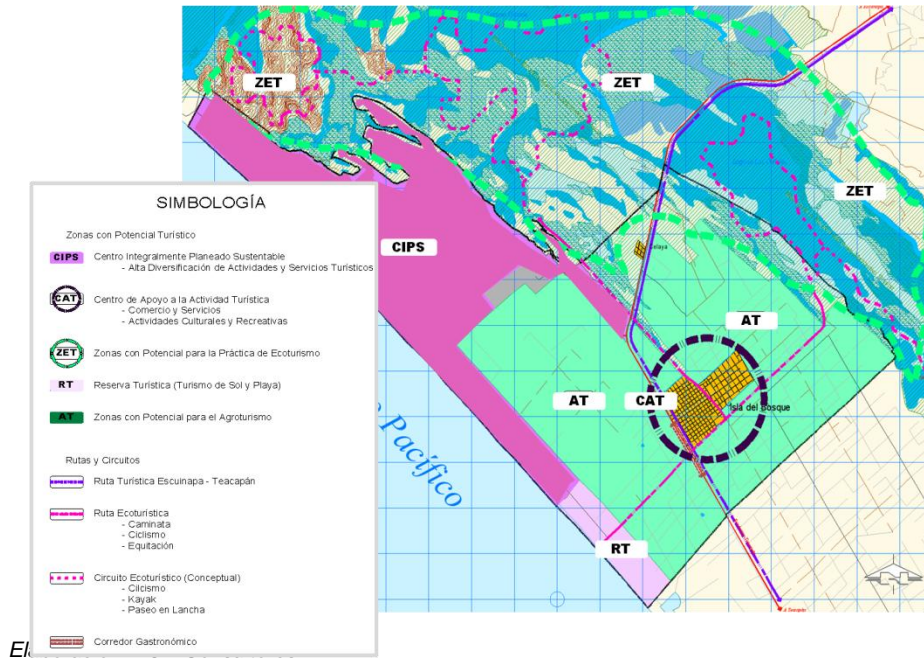 ZET
ZET
ZET
CIPS
AT
AT
CAT
Isla del Bosque
Pacífico
RT
SIMBOLOGÍA
Zonas con Potencial Turístico
CIPS Centro Integralmente Planeado Sustentable
- Alta Diversificación de Actividades y Servicios Turísticos
CAT Centro de Apoyo a la Actividad Turística
- Comercio y Servicios
- Actividades Culturales y Recreativas
ZET Zonas con Potencial para la Práctica de Ecoturismo
RT Reserva Turística (Turismo de Sol y Playa)
AT Zonas con Potencial para el Agroturismo
Rutas y Circuitos
Ruta Turística Escuinapa - Teacapán
Ruta Ecoturística
- Caminata
- Ciclismo
- Equitación
Circuito Ecoturístico (Conceptual)
- Cilcismo
- Kayak
- Paseo en Lancha
Corredor Gastronómico